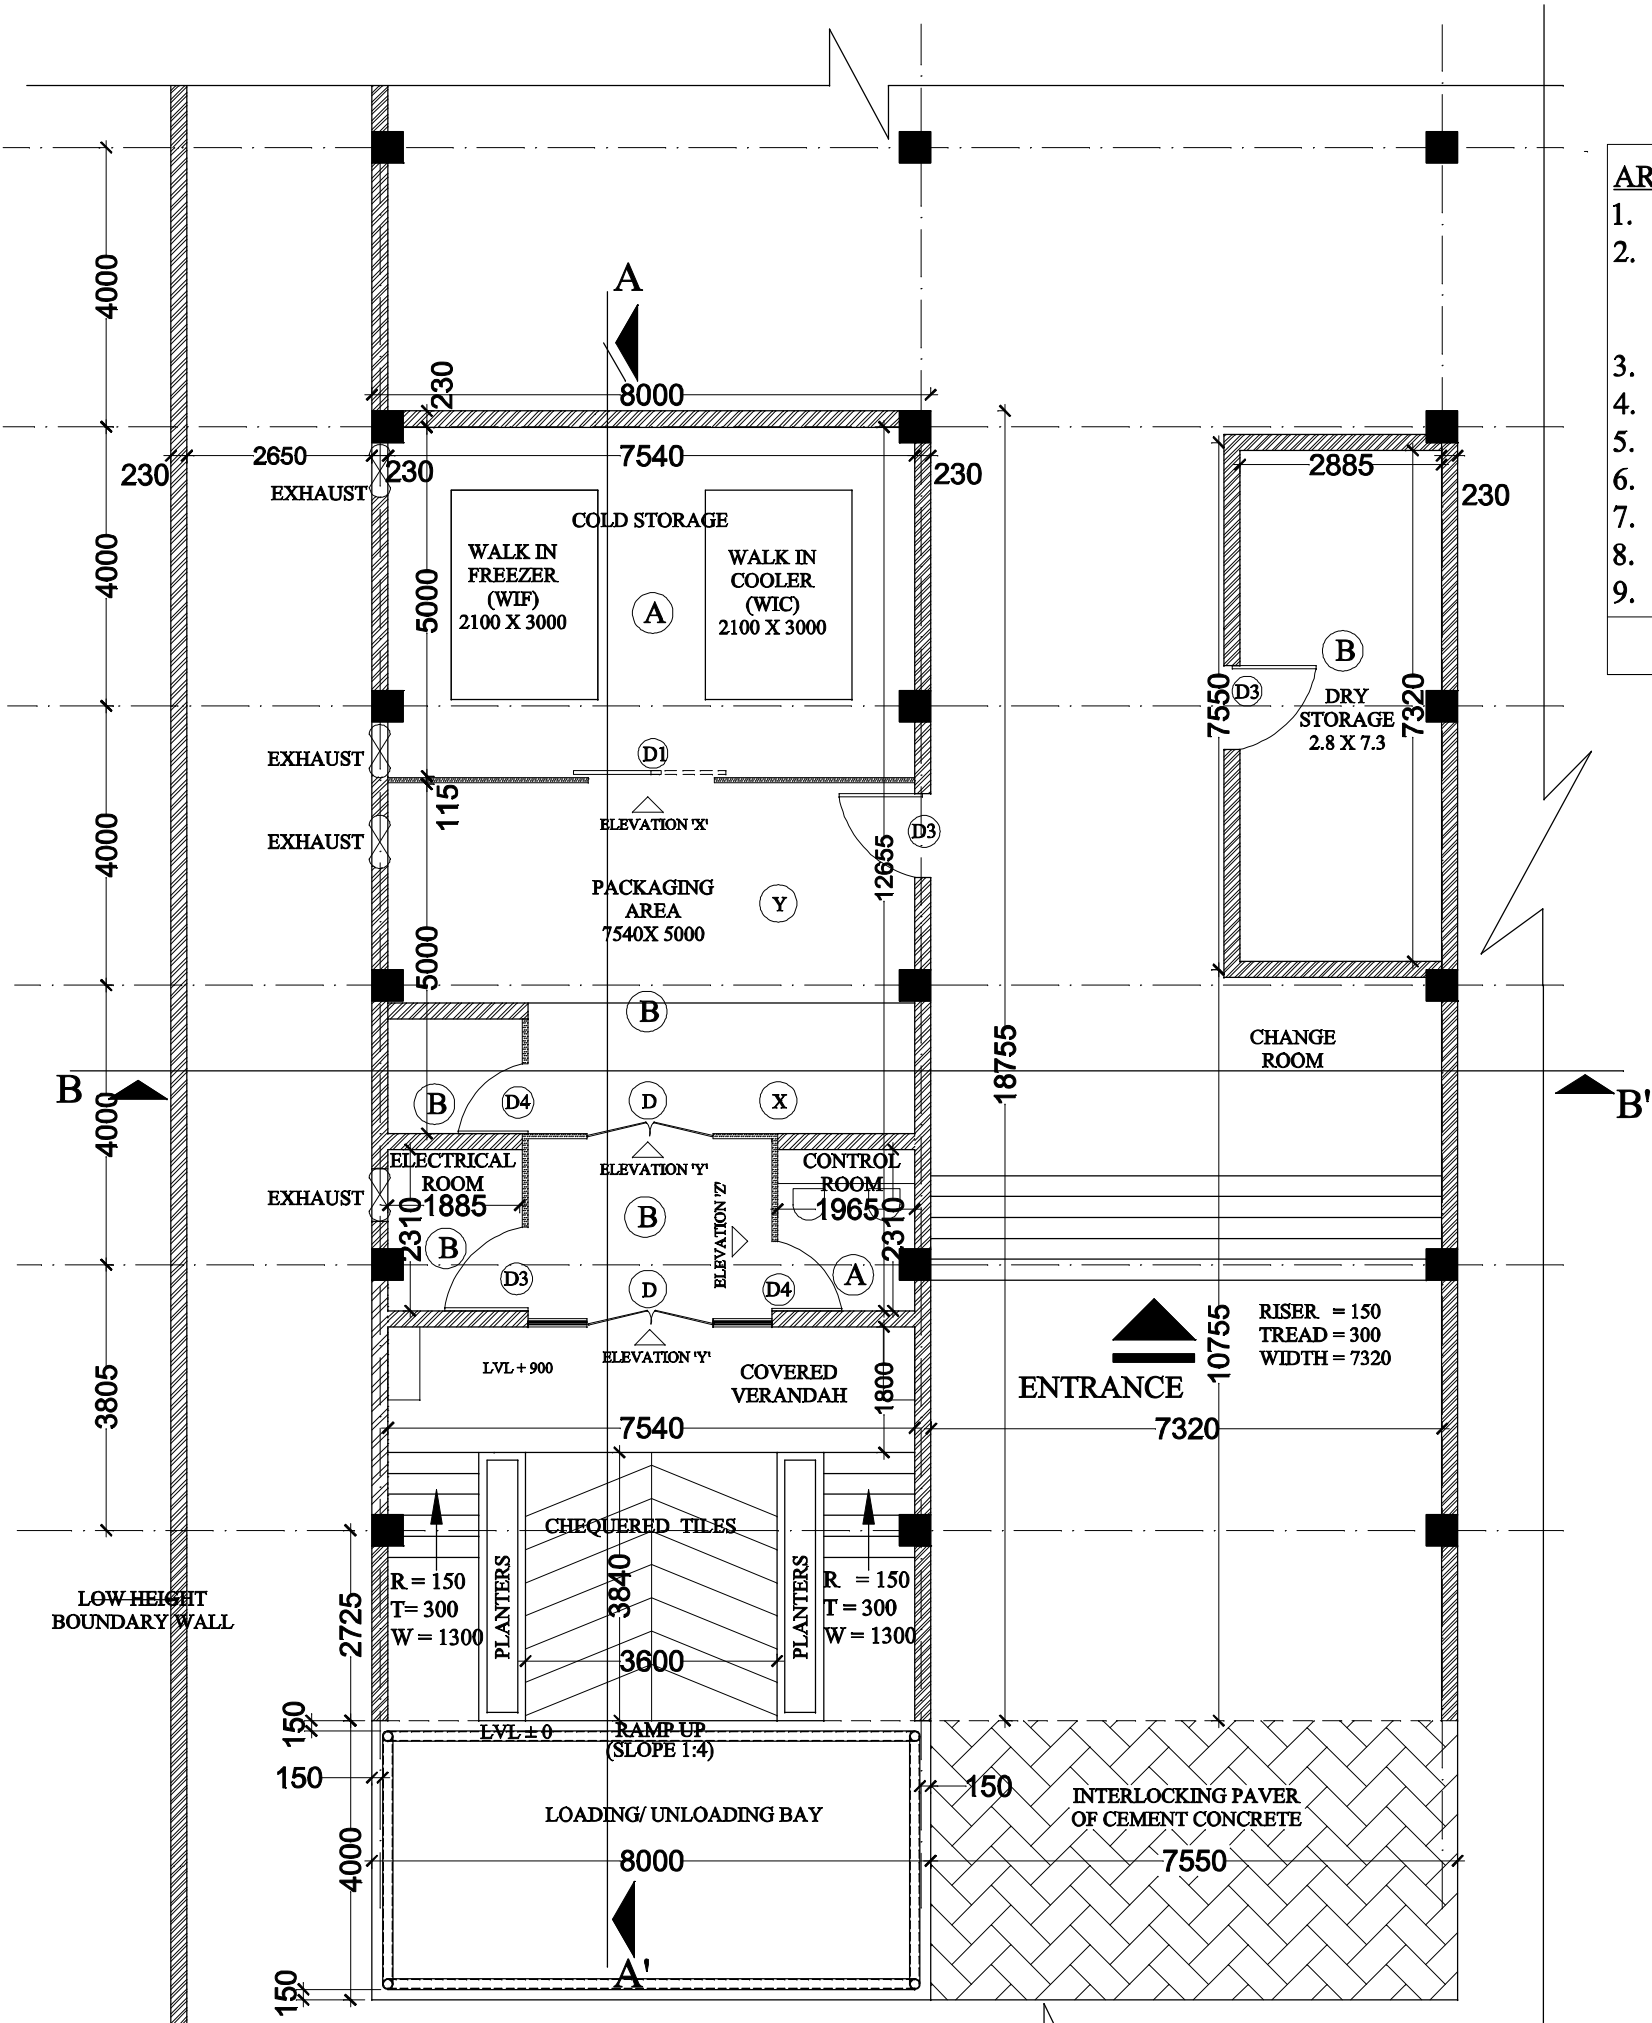 AR
1.
2.
3.
4.
5.
6.
7.
8.
9.
4000
4000
4000
4000
3805
A
230
8000
230
2650
230
7540
230
2885
230
EXHAUST
COLD STORAGE
WALK IN
FREEZER
(WIF)
2100 X 3000
WALK IN
COOLER
(WIC)
2100 X 3000
5000
A
B
D3
DRY
STORAGE
2.8 X 7.3
7550
7320
EXHAUST
D1
115
ELEVATION 'X'
EXHAUST
D3
12655
PACKAGING
AREA
7540X 5000
Y
5000
B
18755
CHANGE
ROOM
B
B'
B
D4
D
X
ELECTRICAL
ROOM
1885
ELEVATION 'Y'
CONTROL
ROOM
1965
EXHAUST
2310
B
ELEVATION 'Z'
2310
B
D3
D
D4
A
ELEVATION 'Y'
LVL + 900
COVERED
VERANDAH
1800
ENTRANCE
10755
RISER = 150
TREAD = 300
WIDTH = 7320
7540
7320
CHEQUERED TILES
R = 150
T= 300
W = 1300
PLANTERS
3840
3600
PLANTERS
R = 150
T = 300
W = 1300
LOW HEIGHT
BOUNDARY WALL
2725
150
LVL ± 0
RAMP UP
(SLOPE 1:4)
150
150
LOADING/ UNLOADING BAY
INTERLOCKING PAVER
OF CEMENT CONCRETE
4000
8000
7550
A'
150